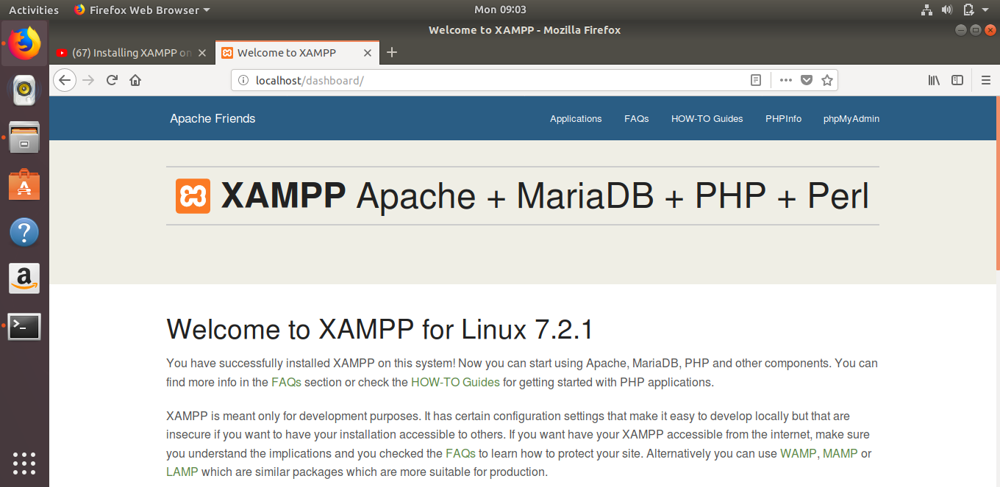 Activities Firefox Web Browser Mon 09:03
Welcome to XAMPP - Mozilla Firefox
(67) Installing XAMPP on Welcome to XAMPP
localhost/dashboard/
Apache Friends Applications FAQs HOW-TO Guides PHPInfo phpMyAdmin
XAMPP Apache + MariaDB + PHP + Perl
Welcome to XAMPP for Linux 7.2.1
You have successfully installed XAMPP on this system! Now you can start using Apache, MariaDB, PHP and other components. You can
find more info in the FAQs section or check the HOW-TO Guides for getting started with PHP applications.
XAMPP is meant only for development purposes. It has certain configuration settings that make it easy to develop locally but that are
insecure if you want to have your installation accessible to others. If you want have your XAMPP accessible from the internet, make sure
you understand the implications and you checked the FAQs to learn how to protect your site. Alternatively you can use WAMP, MAMP or
LAMP which are similar packages which are more suitable for production.